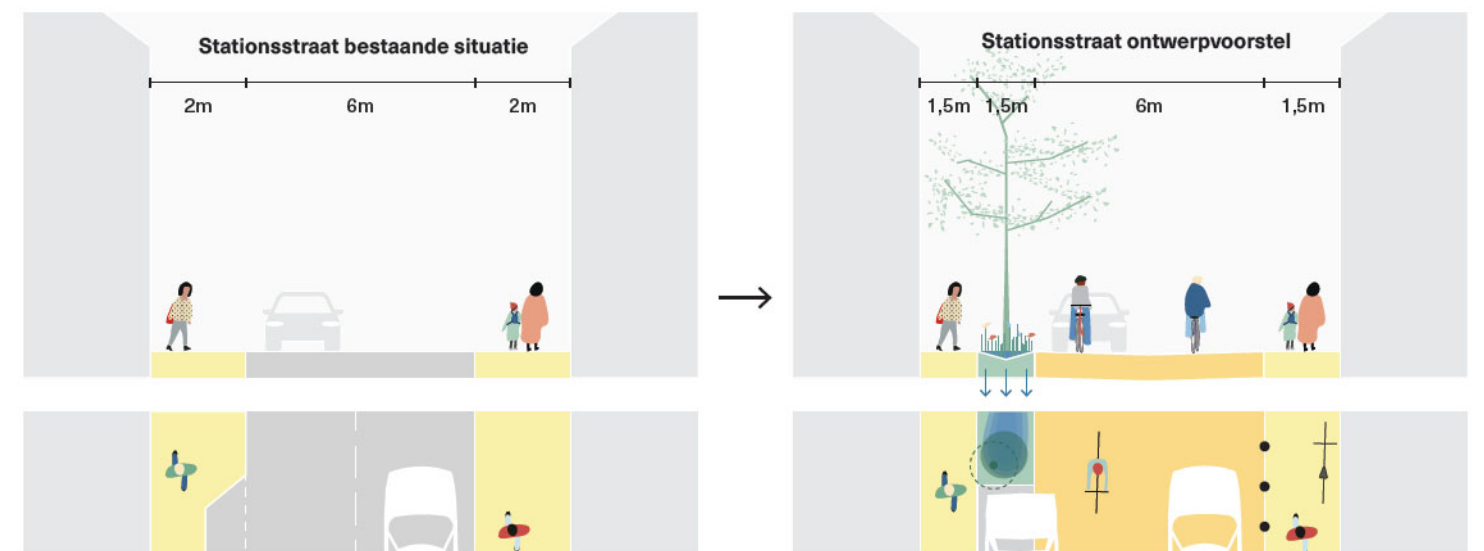 Stationsstraat bestaande situatie
2m 6m 2m
Stationsstraat ontwerpvoorstel
1,5m 1,5m 6m 1,5m